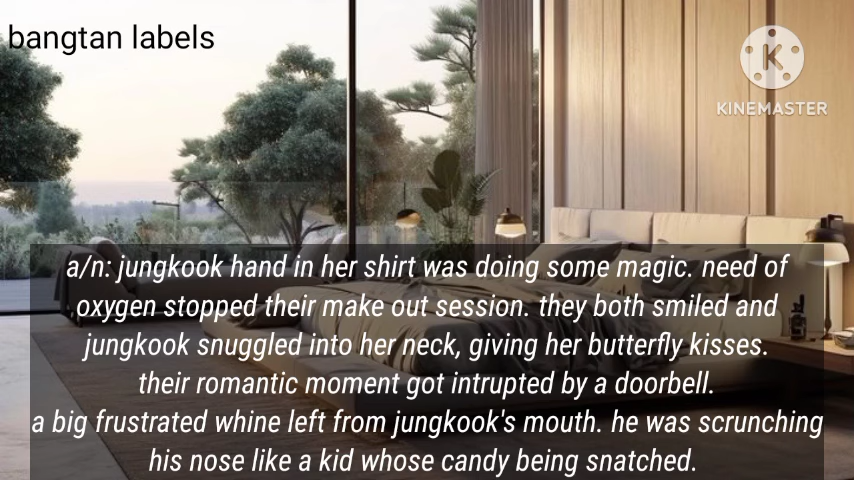 bangtan labels
KINEMASTER
a/n: jungkook hand in her shirt was doing some magic. need of
oxygen stopped their make out session. they both smiled and
jungkook snuggled into her neck, giving her butterfly kisses.
their romantic moment got intrupted by a doorbell.
a big frustrated whine left from jungkook's mouth. he was scrunching
his nose like a kid whose candy being snatched.